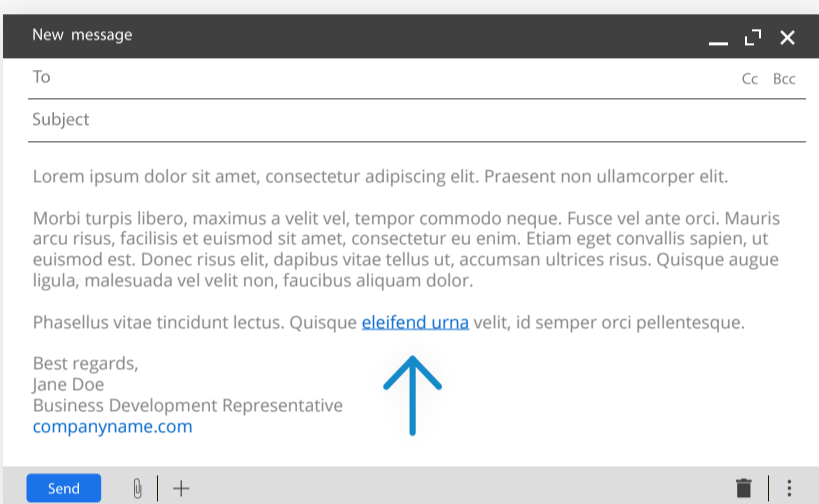 New message
To
Cc Bcc
Subject
Lorem ipsum dolor sit amet, consectetur adipiscing elit. Praesent non ullamcorper elit.
Morbi turpis libero, maximus a velit vel, tempor commodo neque. Fusce vel ante orci. Mauris
arcu risus, facilisis et euismod sit amet, consectetur eu enim. Etiam eget convallis sapien, ut
euismod est. Donec risus elit, dapibus vitae tellus ut, accumsan ultrices risus. Quisque augue
ligula, malesuada vel velit non, faucibus aliquam dolor.
Phasellus vitae tincidunt lectus. Quisque eleifend urna velit, id semper orci pellentesque.
Best regards,
Jane Doe
Business Development Representative
companyname.com
Send